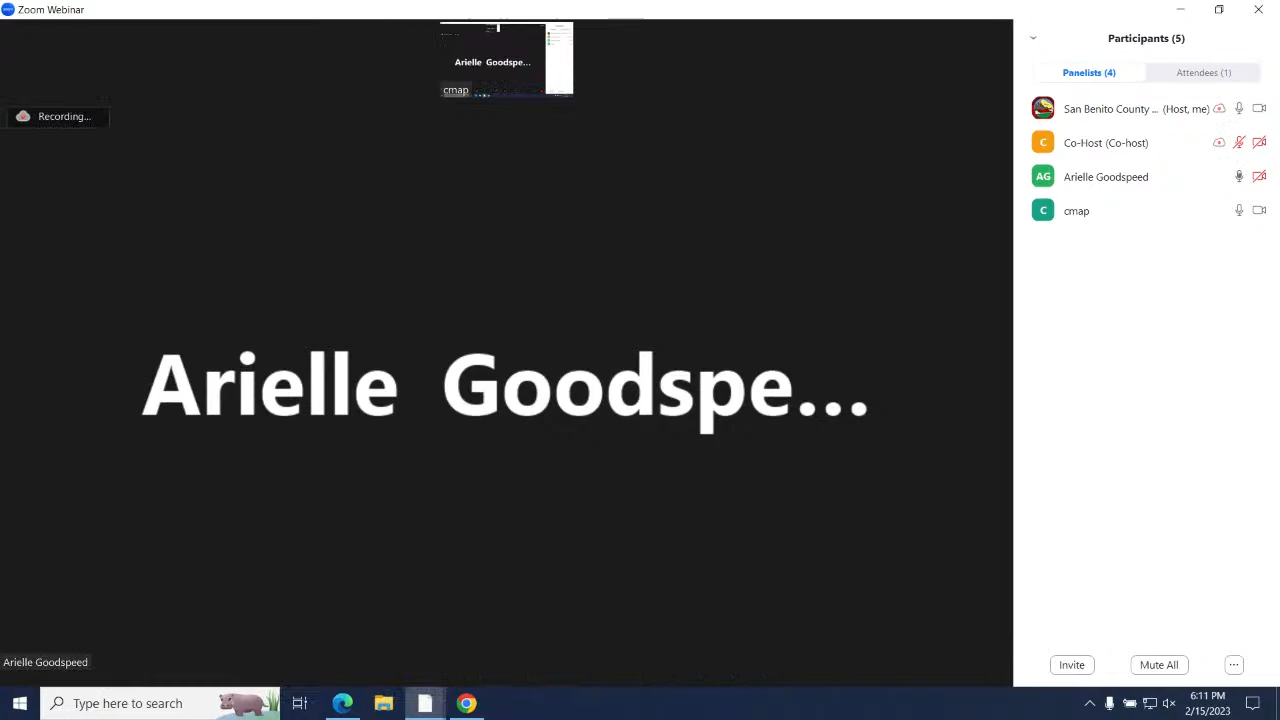 Zoom Webinar
Recording...
Arielle Goodspe...
cmap
Arielle Goodspe...
Arielle Goodspeed
Participants (5)
Panelists (4)
Attendees (1)
San Benito County ... (Host, me)
C
Co-Host (Co-host)
AG
Arielle Goodspeed
C
cmap
Invite
Mute All
Type here to search
6:11 PM
2/15/2023